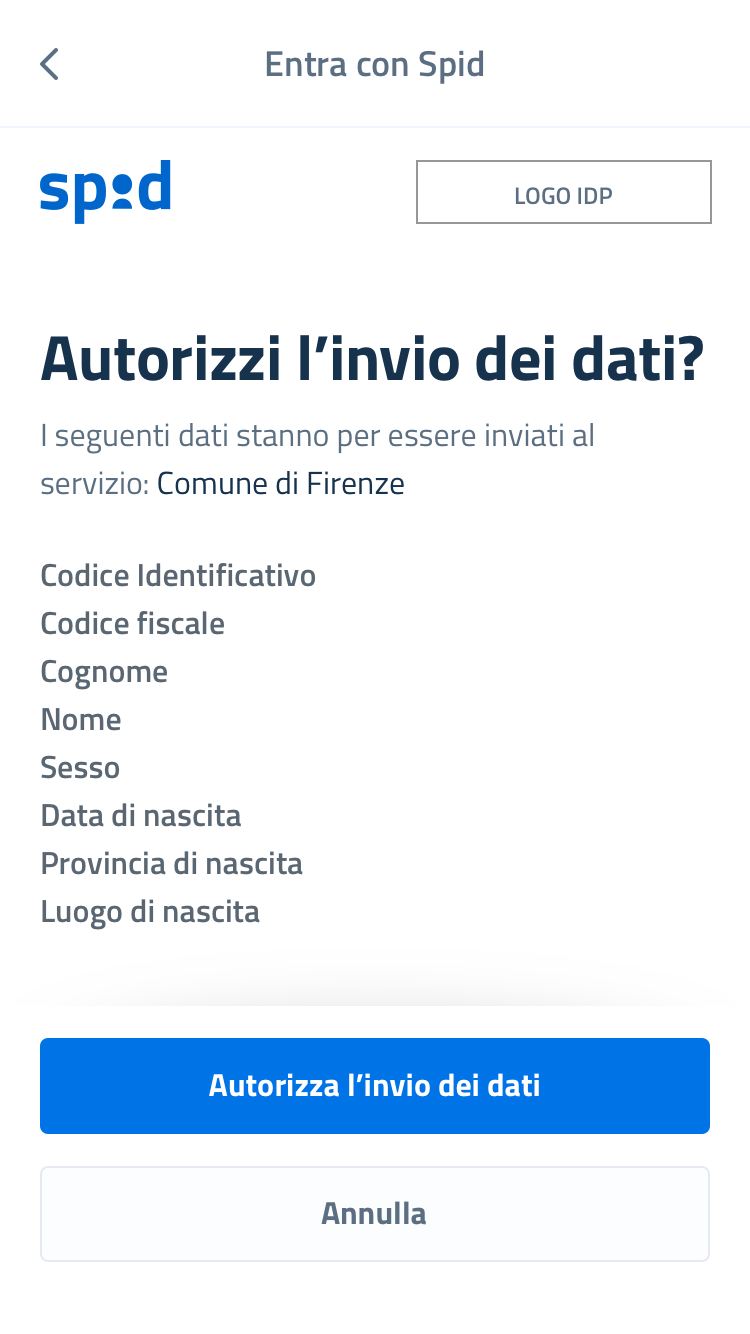 Entra con Spid
spid
LOGO IDP
Autorizzi l’invio dei dati?
I seguenti dati stanno per essere inviati al
servizio: Comune di Firenze
Codice Identificativo
Codice fiscale
Cognome
Nome
Sesso
Data di nascita
Provincia di nascita
Luogo di nascita
Autorizza l’invio dei dati
Annulla